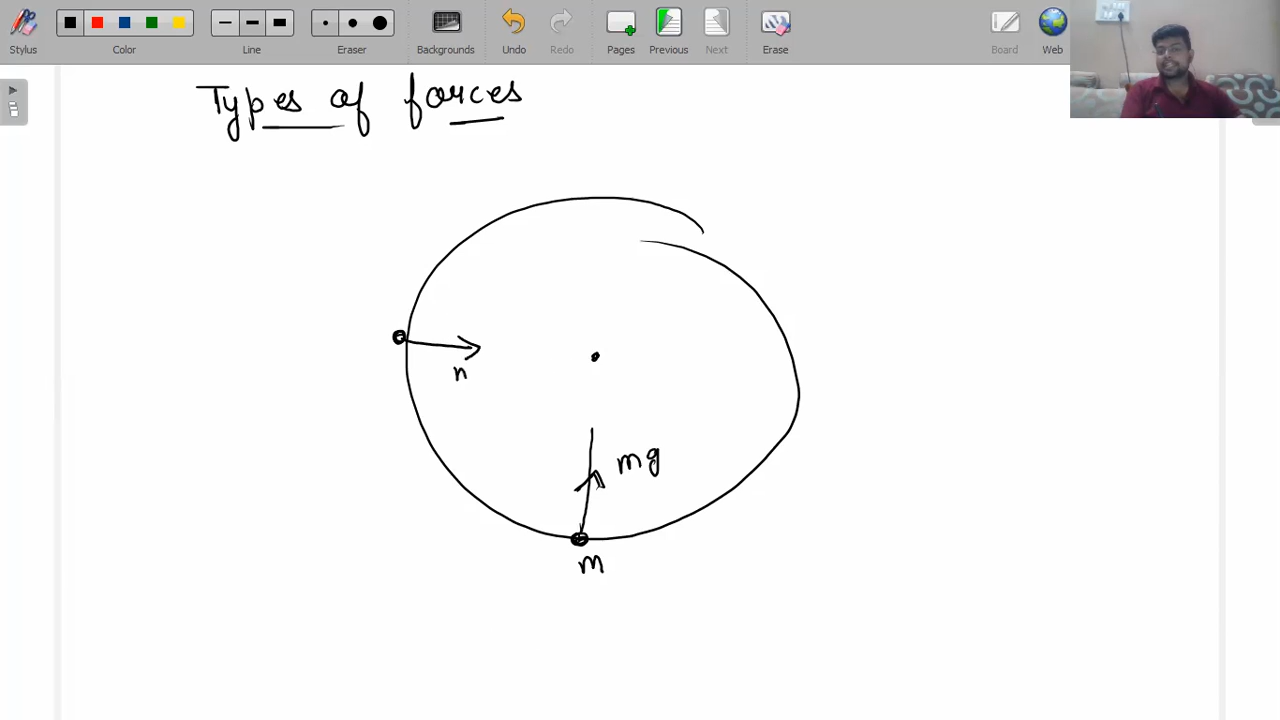 Stylus
Color
Line
Eraser
Backgrounds
Undo
Redo
Pages
Previous
Next
Erase
Board
Web
Types of forces
n
mg
m